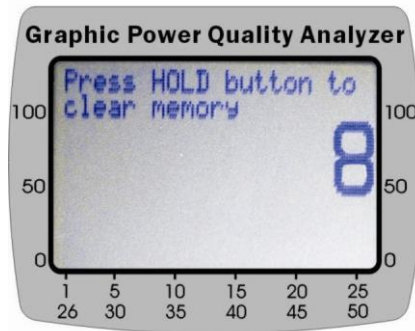 Graphic Power Quality Analyzer
Press HOLD button to
clear memory
8
100 100
50 50
0 0
1 5 10 15 20 25
26 30 35 40 45 50